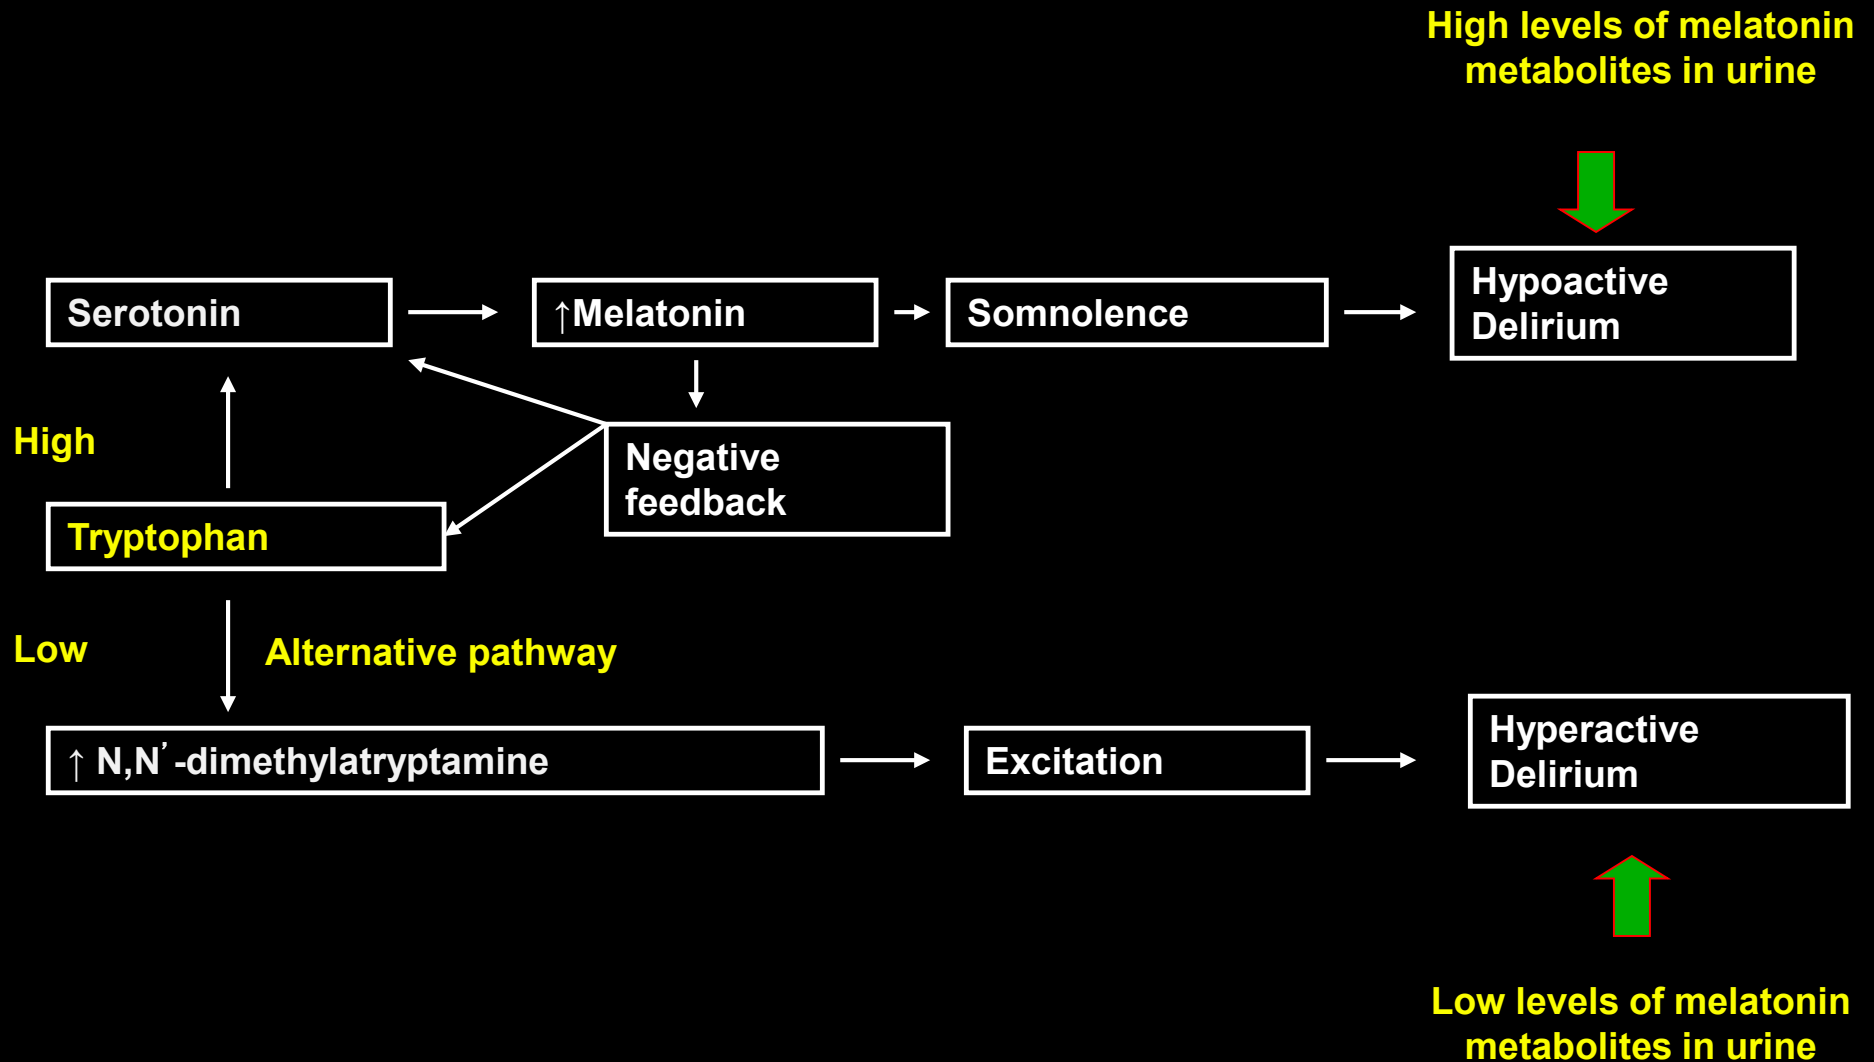 High levels of melatonin
metabolites in urine
Serotonin
↑Melatonin
Somnolence
Hypoactive
Delirium
High
Negative
feedback
Tryptophan
Low
Alternative pathway
↑ N,N’-dimethylatryptamine
Excitation
Hyperactive
Delirium
Low levels of melatonin
metabolites in urine